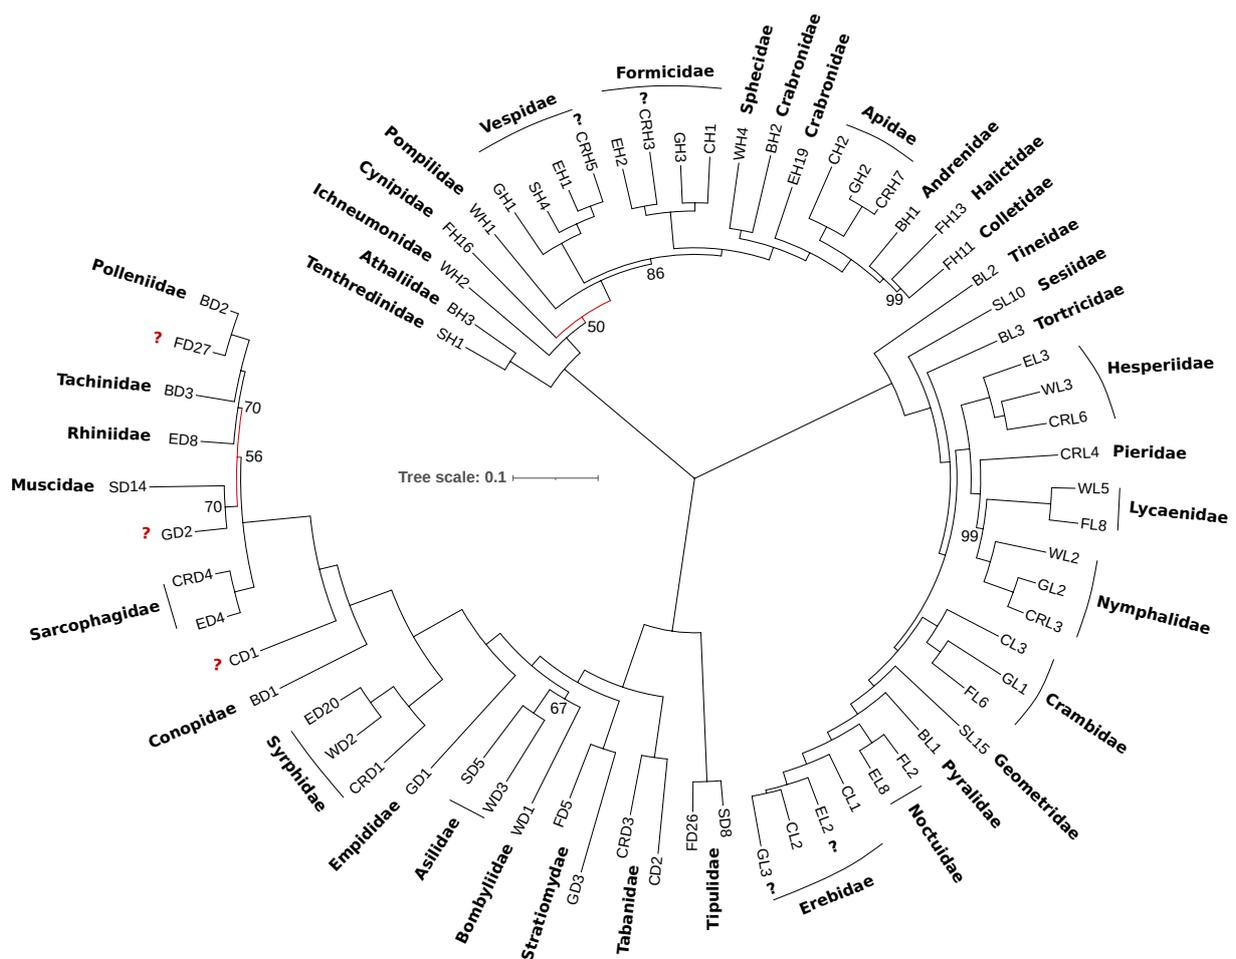 Polleniidae
BD2
?
FD27
Tachinidae
BD3
70
Rhiniidae
ED8
56
Muscidae
SD14
70
?
GD2
CRD4
Sarcophagidae
ED4
?
CD1
Conopidae
BD1
ED20
WD2
Syrphidae
CRD1
Empididae
GD1
SD5
67
Asilidae
WD3
Bombyliidae
WD1
FD5
Stratiomydae
GD3
CRD3
Tabanidae
CD2
FD26
Tipulidae
SD8
Tenthredinidae
SH1
Athaliidae
BH3
Ichneumonidae
WH2
Cynipidae
FH16
50
Pompilidae
WH1
Vespidae
GH1
SH4
EH1
?
CRH5
86
Formicidae
EH2
?
CRH3
GH3
CH1
Sphecidae
WH4
Crabronidae
BH2
Crabronidae
EH19
Apidae
CH2
GH2
CRH7
Andrenidae
BH1
Halictidae
FH13
Colletidae
FH11
99
Tineidae
BL2
Sesiidae
SL10
Tortricidae
BL3
EL3
Hesperiidae
WL3
CRL6
CRL4 Pieridae
WL5
Lycaenidae
FL8
99
WL2
GL2
Nymphalidae
CRL3
CL3
GL1
Crambidae
FL6
SL15
Geometridae
BL1
Pyralidae
FL2
EL8
Noctuidae
CL1
EL2
?
CL2
GL3
?
Erebidae
Tree scale: 0.1